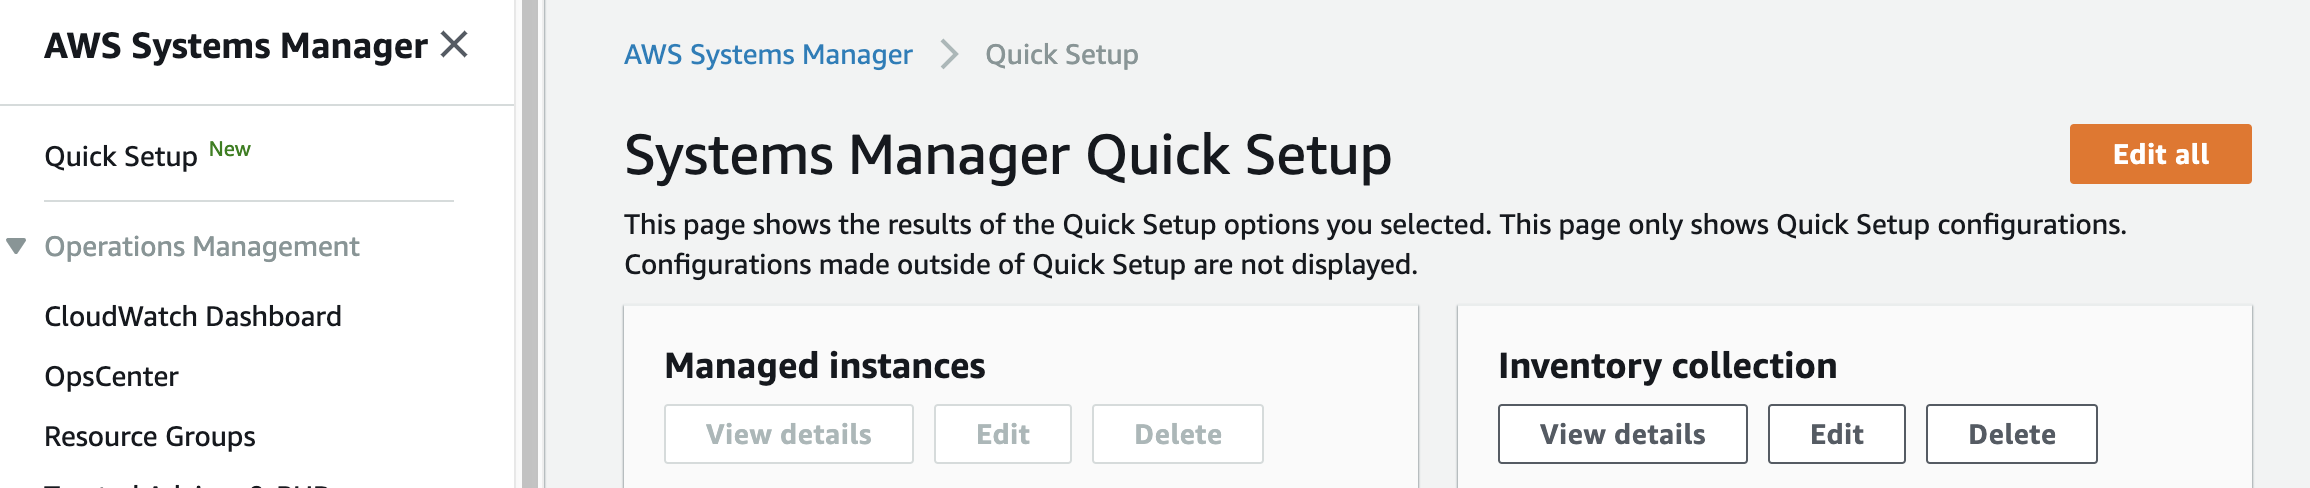 AWS Systems Manager
Quick Setup New
Operations Management
CloudWatch Dashboard
OpsCenter
Resource Groups
AWS Systems Manager > Quick Setup
Systems Manager Quick Setup
Edit all
This page shows the results of the Quick Setup options you selected. This page only shows Quick Setup configurations.
Configurations made outside of Quick Setup are not displayed.
Managed instances
View details Edit Delete
Inventory collection
View details Edit Delete